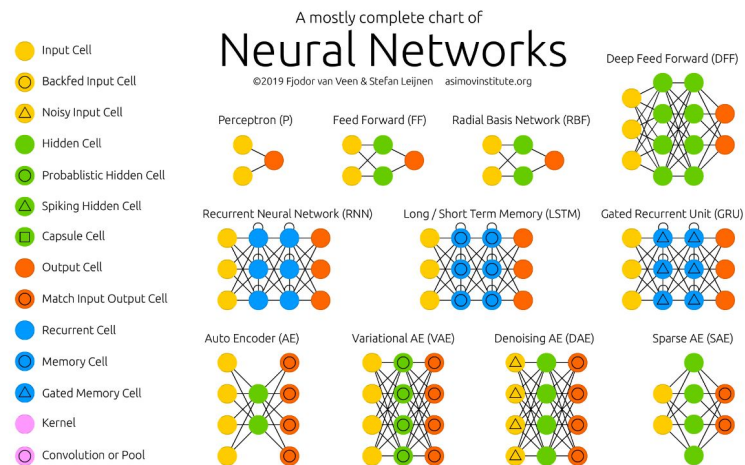 A mostly complete chart of
Neural Networks
©2019 Fjodor van Veen & Stefan Leijnen asimovinstitute.org
Input Cell
Backfed Input Cell
Noisy Input Cell
Hidden Cell
Probablistic Hidden Cell
Spiking Hidden Cell
Capsule Cell
Output Cell
Match Input Output Cell
Recurrent Cell
Memory Cell
Gated Memory Cell
Kernel
Convolution or Pool
Deep Feed Forward (DFF)
Perceptron (P)
Feed Forward (FF)
Radial Basis Network (RBF)
Recurrent Neural Network (RNN)
Long / Short Term Memory (LSTM)
Gated Recurrent Unit (GRU)
Auto Encoder (AE)
Variational AE (VAE)
Denoising AE (DAE)
Sparse AE (SAE)